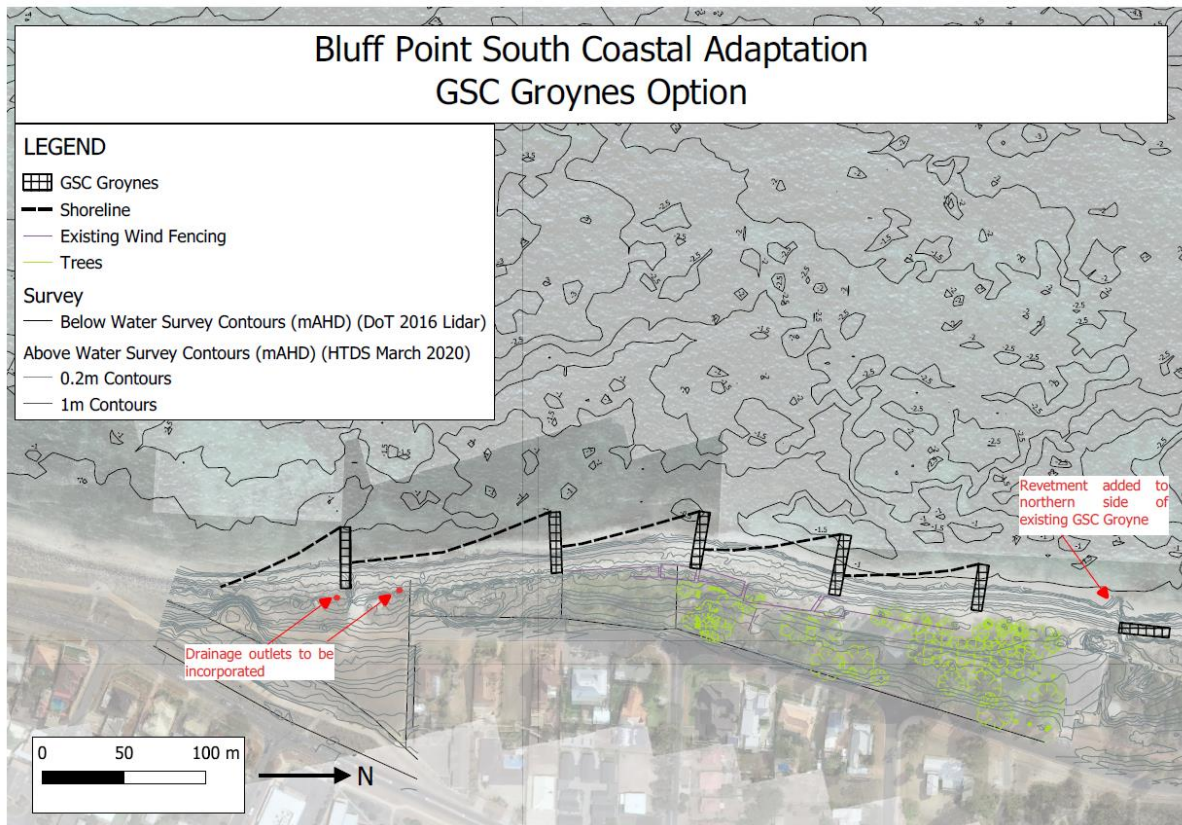 Bluff Point South Coastal Adaptation
GSC Groynes Option
LEGEND
GSC Groynes
Shoreline
Existing Wind Fencing
Trees
Survey
Below Water Survey Contours (mAHD) (DoT 2016 Lidar)
Above Water Survey Contours (mAHD) (HTDS March 2020)
0.2m Contours
1m Contours
Revetment added to
northern side of
existing GSC Groyne
Drainage outlets to be
incorporated
0 50 100 m
N